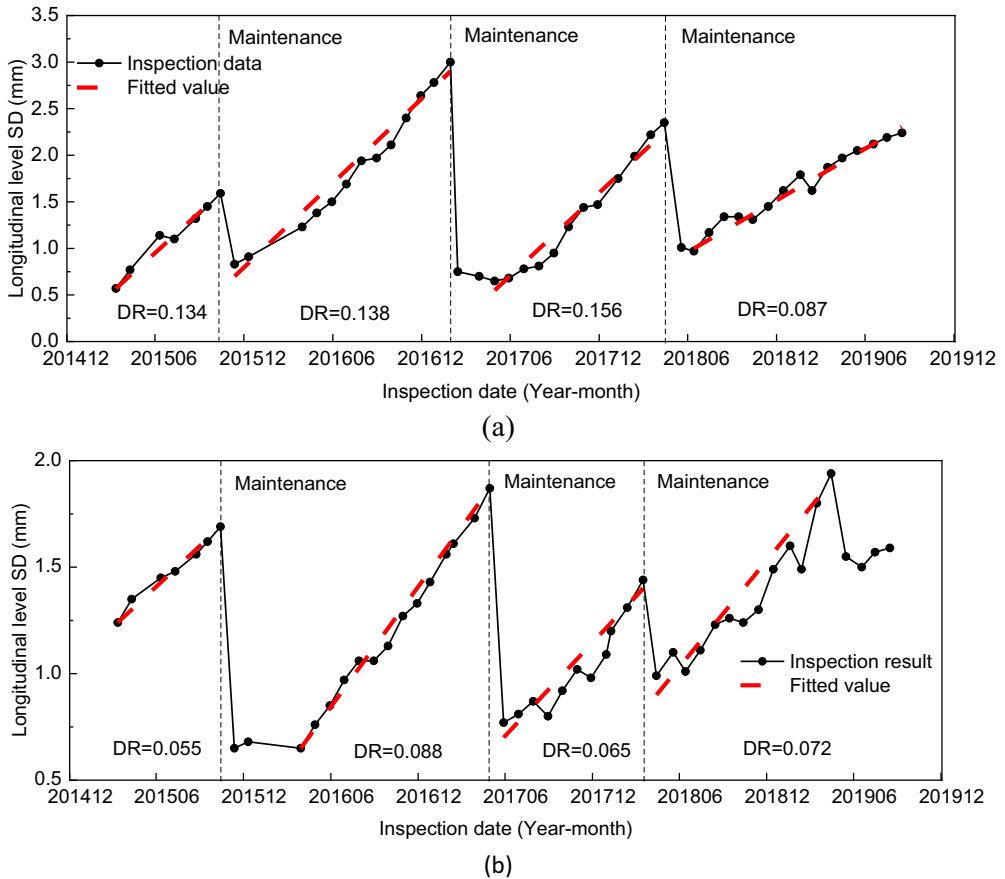 (a)
3.5
3.0
2.5
2.0
1.5
1.0
0.5
0.0
Longitudinal level SD (mm)
Inspection data
Fitted value
Maintenance
Maintenance
Maintenance
DR=0.134
DR=0.138
DR=0.156
DR=0.087
201412 201506 201512 201606 201612 201706 201712 201806 201812 201906 201912
Inspection date (Year-month)
(a)
2.0
1.5
1.0
0.5
Longitudinal level SD (mm)
Maintenance
Maintenance
Maintenance
Inspection result
Fitted value
DR=0.055
DR=0.088
DR=0.065
DR=0.072
201412 201506 201512 201606 201612 201706 201712 201806 201812 201906 201912
Inspection date (Year-month)
(b)